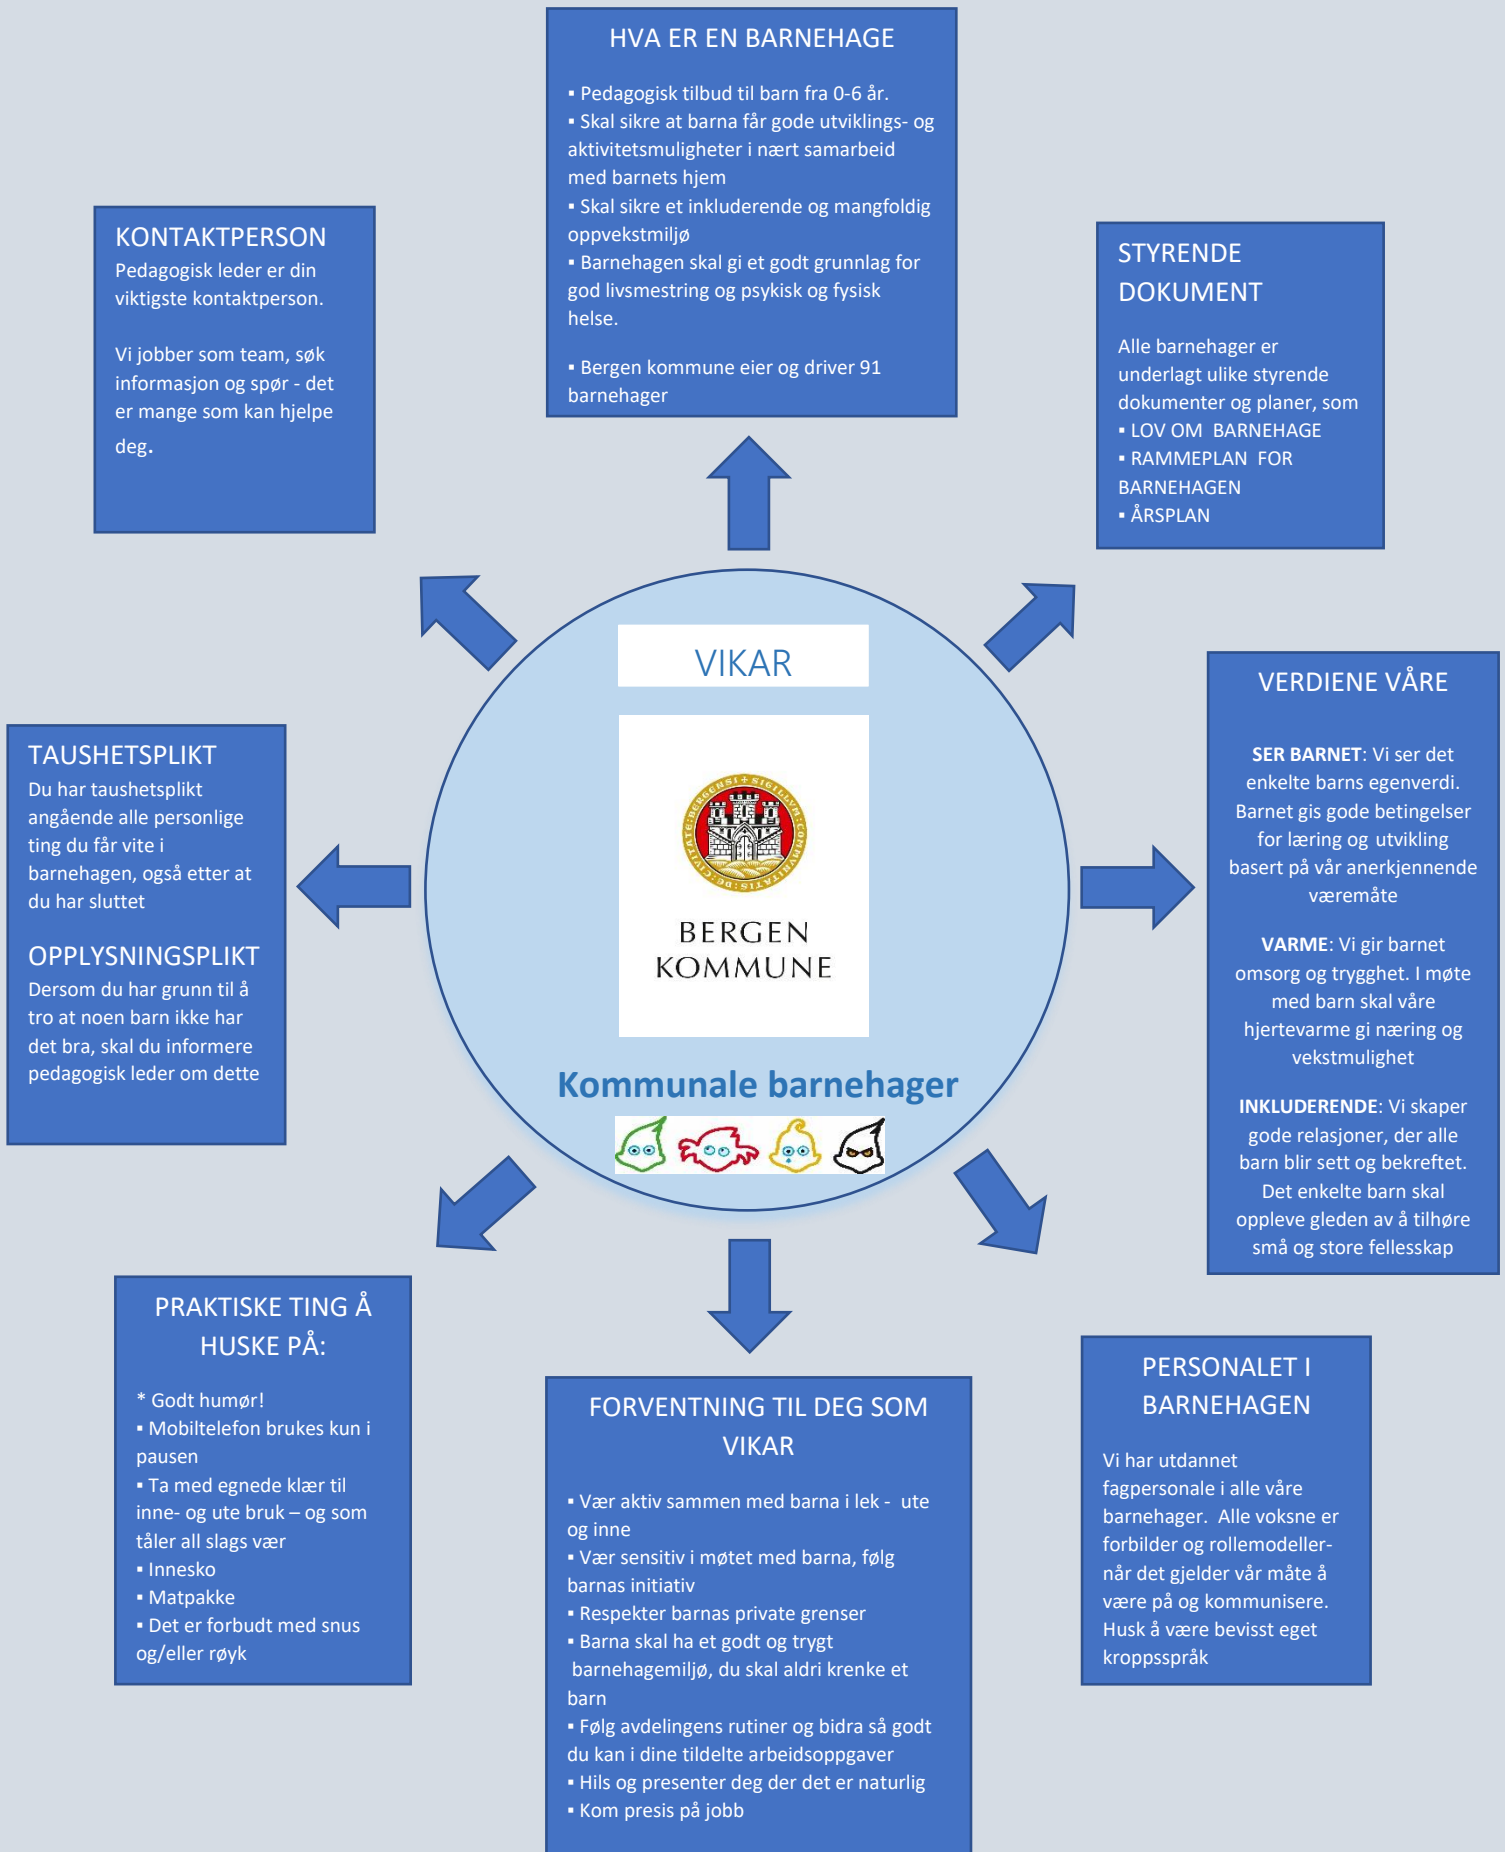 HVA ER EN BARNEHAGE
▪ Pedagogisk tilbud til barn fra 0-6 år.
▪ Skal sikre at barna får gode utviklings- og
aktivitetsmuligheter i nært samarbeid
med barnets hjem
▪ Skal sikre et inkluderende og mangfoldig
oppvekstmiljø
▪ Barnehagen skal gi et godt grunnlag for
god livsmestring og psykisk og fysisk
helse.
▪ Bergen kommune eier og driver 91
barnehager
KONTAKTPERSON
Pedagogisk leder er din
viktigste kontaktperson.
Vi jobber som team, søk
informasjon og spør - det
er mange som kan hjelpe
deg.
STYRENDE
DOKUMENT
Alle barnehager er
underlagt ulike styrende
dokumenter og planer, som
▪ LOV OM BARNEHAGE
▪ RAMMEPLAN FOR
BARNEHAGEN
▪ ÅRSPLAN
VIKAR
SIGILLVM:COMMVNITATIS:DE:CIVITATE:BERGENSI
BERGEN
KOMMUNE
Kommunale barnehager
TAUSHETSPLIKT
Du har taushetsplikt
angående alle personlige
ting du får vite i
barnehagen, også etter at
du har sluttet
OPPLYSNINGSPLIKT
Dersom du har grunn til å
tro at noen barn ikke har
det bra, skal du informere
pedagogisk leder om dette
VERDIENE VÅRE
SER BARNET: Vi ser det
enkelte barns egenverdi.
Barnet gis gode betingelser
for læring og utvikling
basert på vår anerkjennende
væremåte
VARME: Vi gir barnet
omsorg og trygghet. I møte
med barn skal våre
hjertevarme gi næring og
vekstmulighet
INKLUDERENDE: Vi skaper
gode relasjoner, der alle
barn blir sett og bekreftet.
Det enkelte barn skal
oppleve gleden av å tilhøre
små og store fellesskap
PRAKTISKE TING Å
HUSKE PÅ:
* Godt humør!
▪ Mobiltelefon brukes kun i
pausen
▪ Ta med egnede klær til
inne- og ute bruk – og som
tåler all slags vær
▪ Innesko
▪ Matpakke
▪ Det er forbudt med snus
og/eller røyk
FORVENTNING TIL DEG SOM
VIKAR
▪ Vær aktiv sammen med barna i lek - ute
og inne
▪ Vær sensitiv i møtet med barna, følg
barnas initiativ
▪ Respekter barnas private grenser
▪ Barna skal ha et godt og trygt
barnehagemiljø, du skal aldri krenke et
barn
▪ Følg avdelingens rutiner og bidra så godt
du kan i dine tildelte arbeidsoppgaver
▪ Hils og presenter deg der det er naturlig
▪ Kom presis på jobb
PERSONALET I
BARNEHAGEN
Vi har utdannet
fagpersonale i alle våre
barnehager. Alle voksne er
forbilder og rollemodeller-
når det gjelder vår måte å
være på og kommunisere.
Husk å være bevisst eget
kroppsspråk